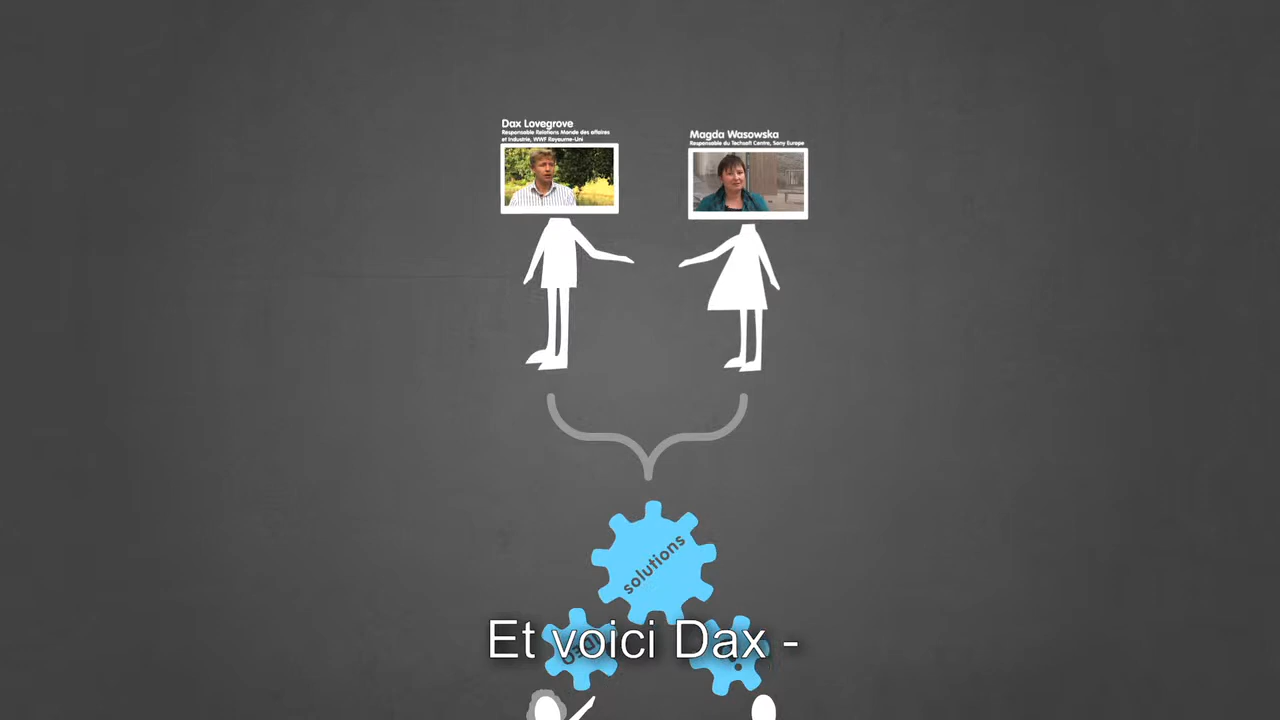 Dax Lovegrove
Responsable Relations Monde des affaires
et Industrie, WWF Royaume-Uni
Magda Wasowska
Responsable du Techsoft Centre, Sony Europe
solutions
Et voici Dax -